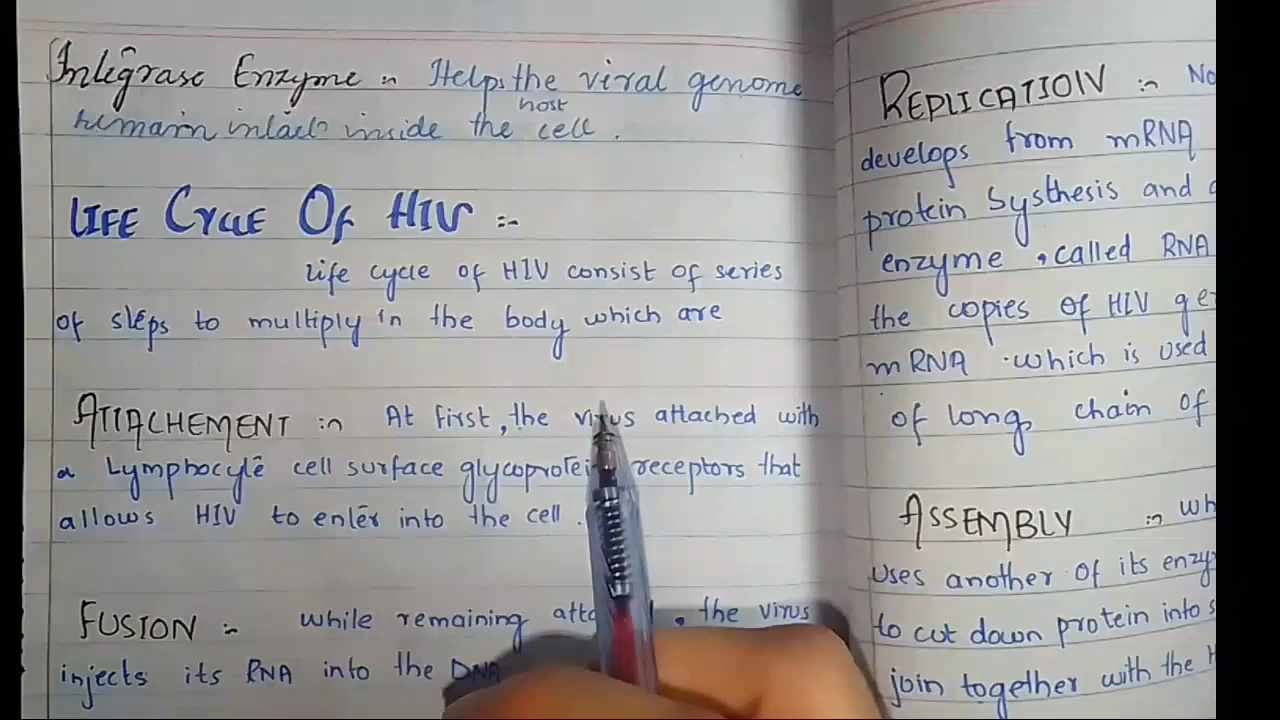 Integrase Enzyme :- Helps the viral genome
remain intact inside the host cell.
LIFE CYCLE OF HIV :-
life cycle of HIV consist of series
of steps to multiply in the body which are
ATTACHEMENT :- At first, the virus attached with
a Lymphocyte cell surface glycoprotein receptors that
allows HIV to enter into the cell.
FUSION :- while remaining , the virus
injects its RNA into the DNA
REPLICATION :- No
develops from mRNA
protein Systhesis and
enzyme, called RNA
the copies of HIV ge
mRNA which is used
of long chain of
ASSEMBLY :- wh
uses another of its enzy
to cut down protein into s
join together with the H